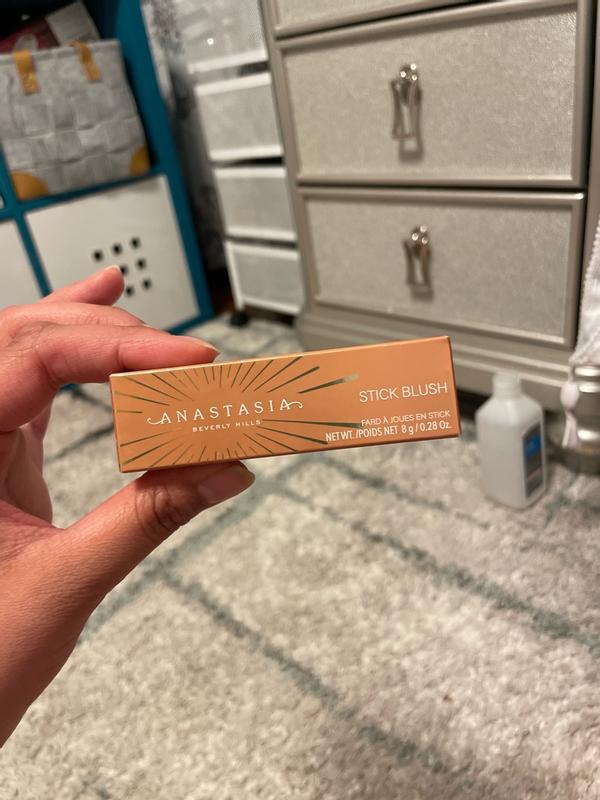 ANASTASIA
BEVERLY HILLS
STICK BLUSH
FARD À JOUES EN STICK
NET WT. /POIDS NET 8 g / 0.28 Oz.